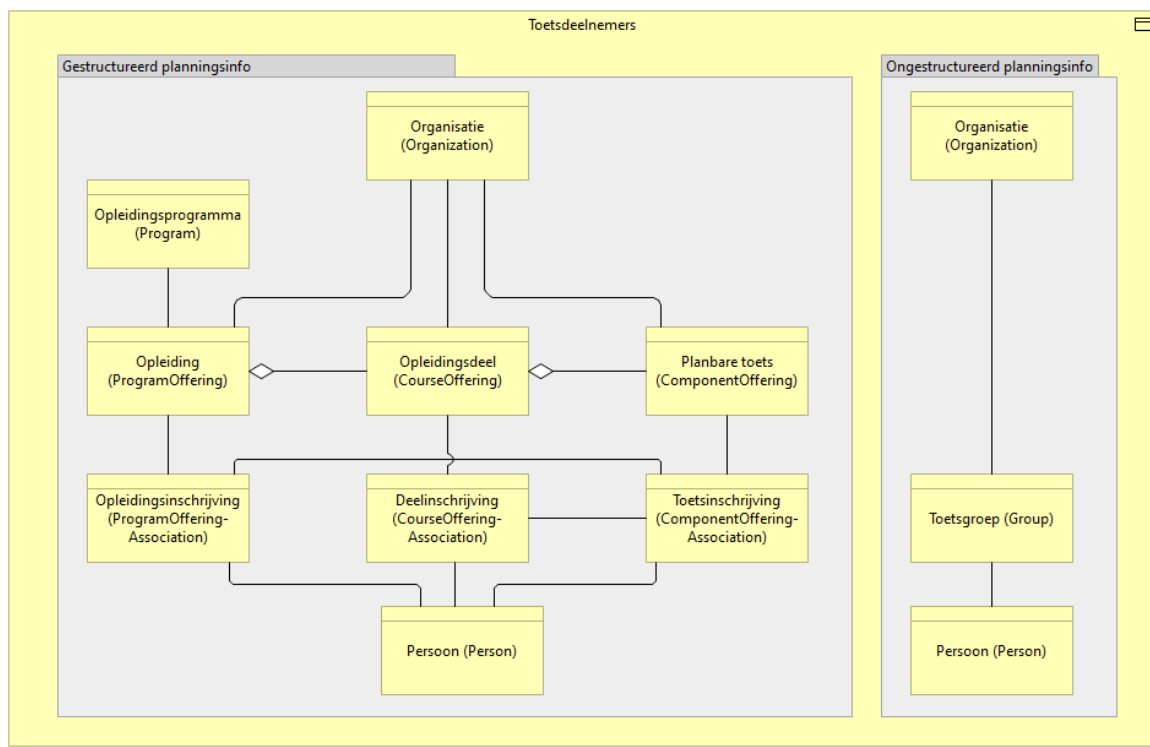 Toetsdeelnemers
Gestructureerd planningsinfo
Organisatie
(Organization)
Opleidingsprogramma
(Program)
Opleiding
(ProgramOffering)
Opleidingsdeel
(CourseOffering)
Planbare toets
(ComponentOffering)
Opleidingsinschrijving
(ProgramOffering-
Association)
Deelinschrijving
(CourseOffering-
Association)
Toetsinschrijving
(ComponentOffering-
Association)
Persoon (Person)
Ongestructureerd planningsinfo
Organisatie
(Organization)
Toetsgroep (Group)
Persoon (Person)